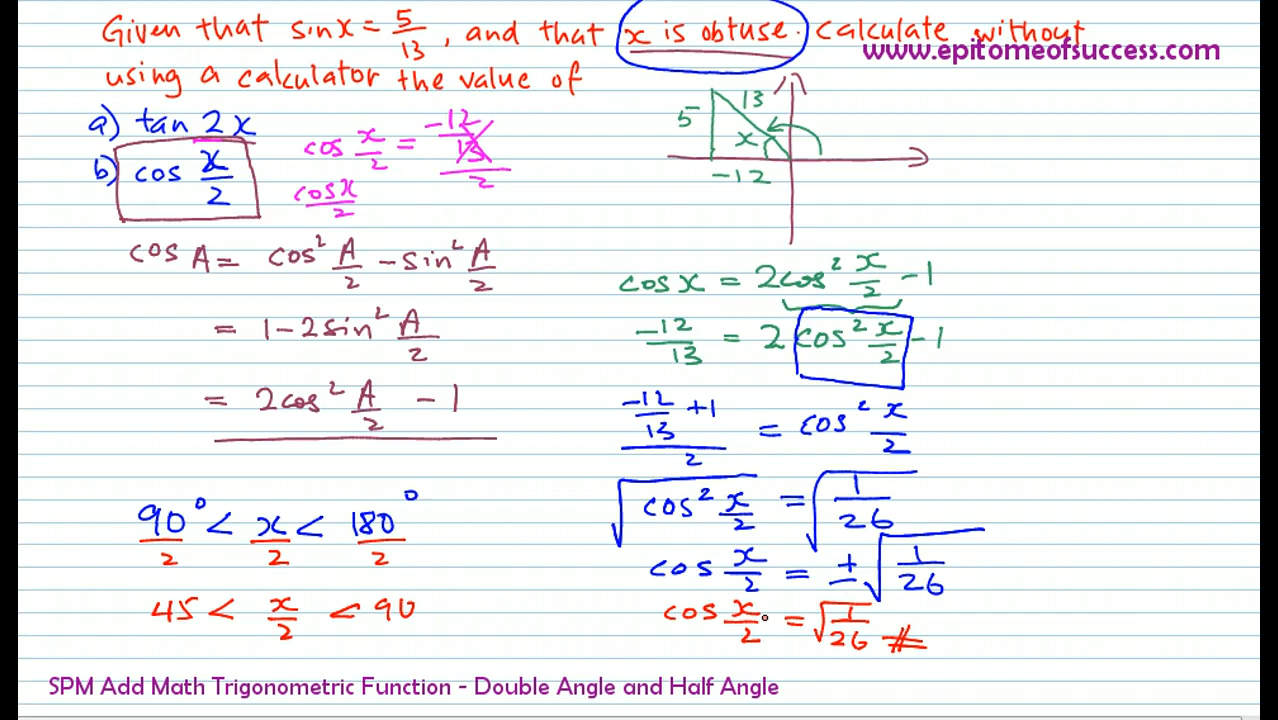 Given that sin x = 5/13, and that x is obtuse. Calculate without
www.epitomeofsuccess.com
using a calculator the value of
a) tan 2x
b) cos x/2
cos x/2 = -12/13 / 2
cos x / 2
13
5
x
-12
cos A = cos² A/2 - sin² A/2
= 1 - 2 sin² A/2
= 2cos² A/2 - 1
90° < x < 180°
2 2 2
45 < x/2 < 90
cos x = 2cos² x/2 - 1
-12/13 = 2 cos² x/2 - 1
(-12/13 + 1) / 2 = cos² x/2
√(cos² x/2) = √(1/26)
cos x/2 = ± √(1/26)
cos x/2 = √(1/26) #
SPM Add Math Trigonometric Function - Double Angle and Half Angle